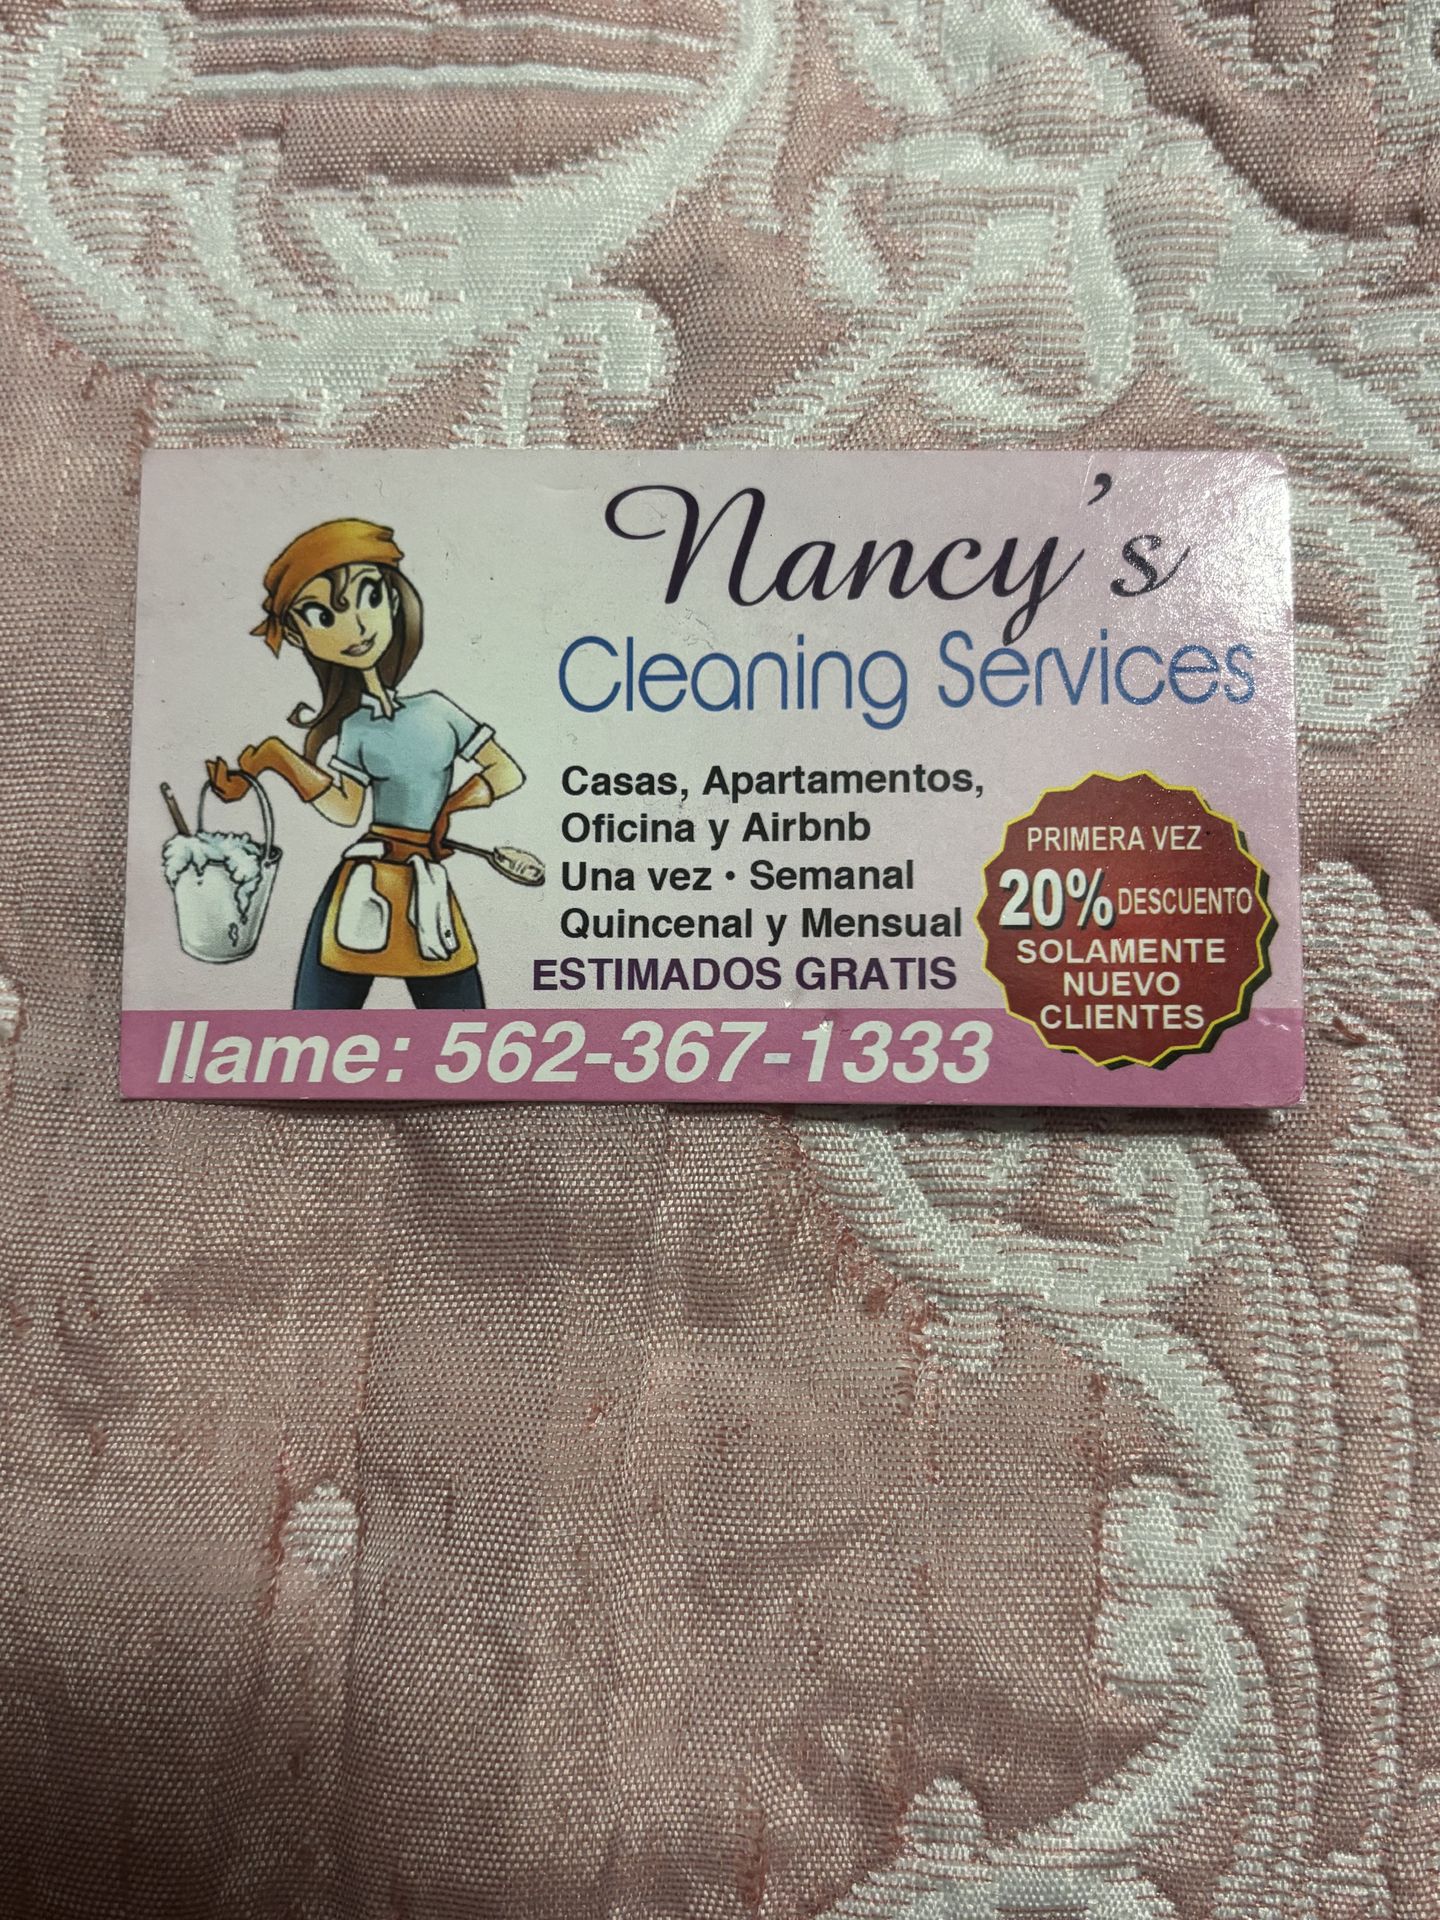 Nancy's
Cleaning Services
Casas, Apartamentos,
Oficina y Airbnb
Una vez • Semanal
Quincenal y Mensual
ESTIMADOS GRATIS
PRIMERA VEZ
20% DESCUENTO
SOLAMENTE
NUEVO
CLIENTES
llame: 562-367-1333